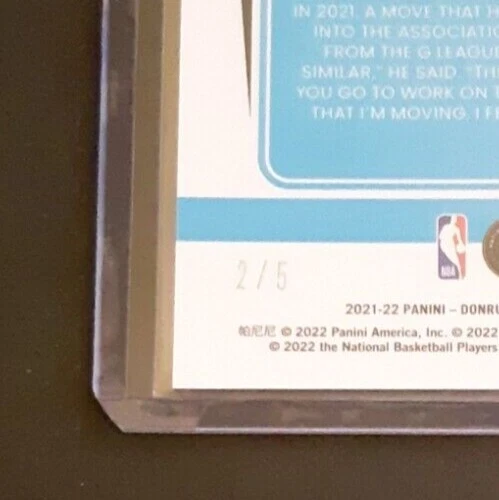 IN 2021. A MOVE THAT H
INTO THE ASSOCIATIO
FROM THE G LEAGUE
SIMILAR," HE SAID. "TH
YOU GO TO WORK ON T
THAT I'M MOVING. I F
2/5
NBA
2021-22 PANINI – DONRU
帕尼尼 © 2022 Panini America, Inc. © 2022
© 2022 the National Basketball Players